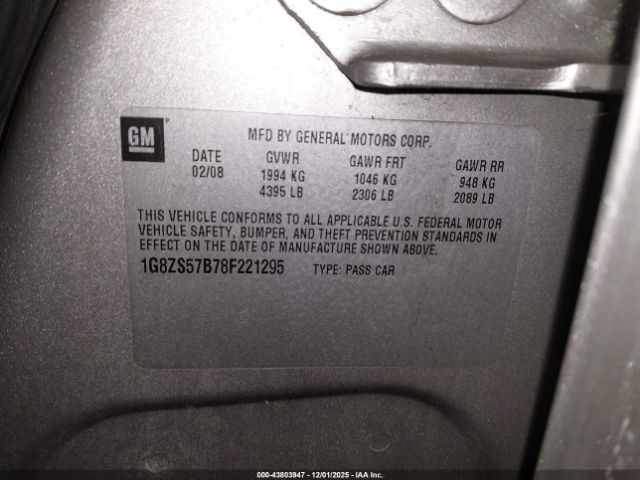 GM
MFD BY GENERAL MOTORS CORP.
DATE GVWR GAWR FRT GAWR RR
02/08 1994 KG 1046 KG 948 KG
4395 LB 2306 LB 2089 LB
THIS VEHICLE CONFORMS TO ALL APPLICABLE U.S. FEDERAL MOTOR
VEHICLE SAFETY, BUMPER, AND THEFT PREVENTION STANDARDS IN
EFFECT ON THE DATE OF MANUFACTURE SHOWN ABOVE.
1G8ZS57B78F221295 TYPE: PASS CAR
000-43803947 - 12/01/2025 - IAA Inc.